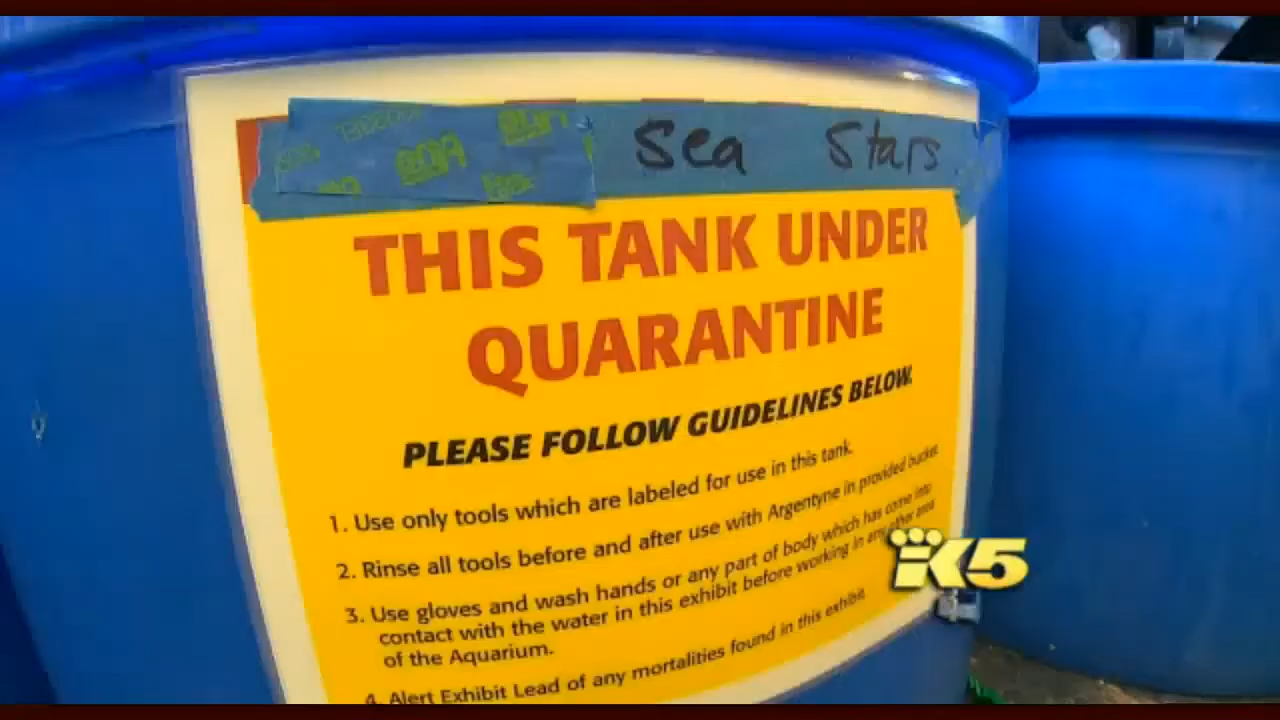 Sea Stars
THIS TANK UNDER
QUARANTINE
PLEASE FOLLOW GUIDELINES BELOW.
1. Use only tools which are labeled for use in this tank.
2. Rinse all tools before and after use with Argentyne in provided bucket
3. Use gloves and wash hands or any part of body which has come into
contact with the water in this exhibit before working in any other area
of the Aquarium.
4. Alert Exhibit Lead of any mortalities found in this exhibit.
K5